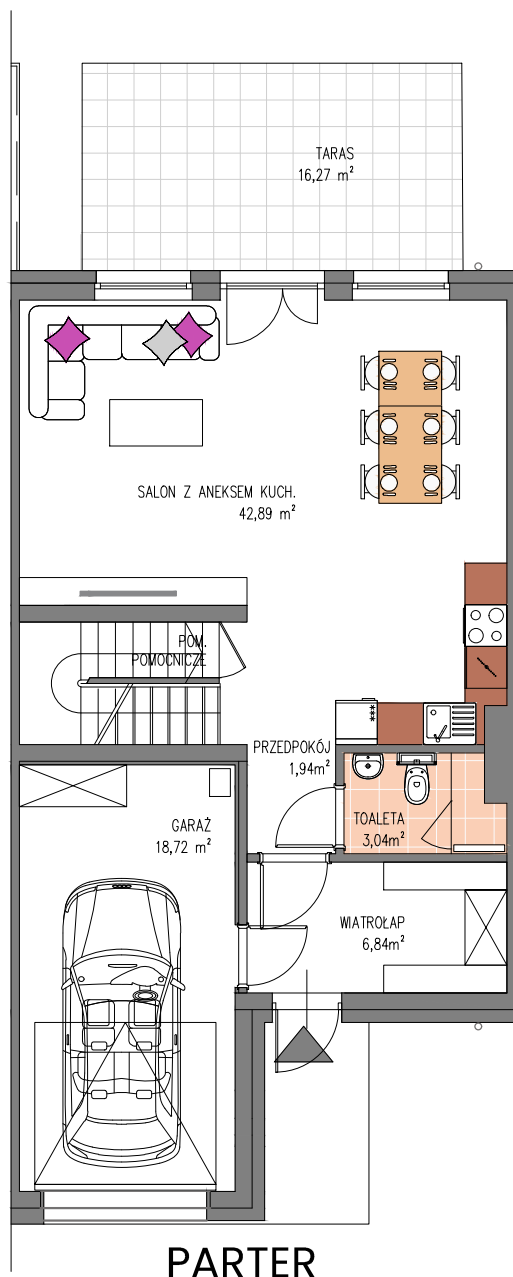 TARAS
16,27 m²
SALON Z ANEKSEM KUCH.
42,89 m²
POM.
POMOCNICZE
PRZEDPOKÓJ
1,94m²
GARAŻ
18,72 m²
TOALETA
3,04m²
WIATROŁAP
6,84m²
PARTER